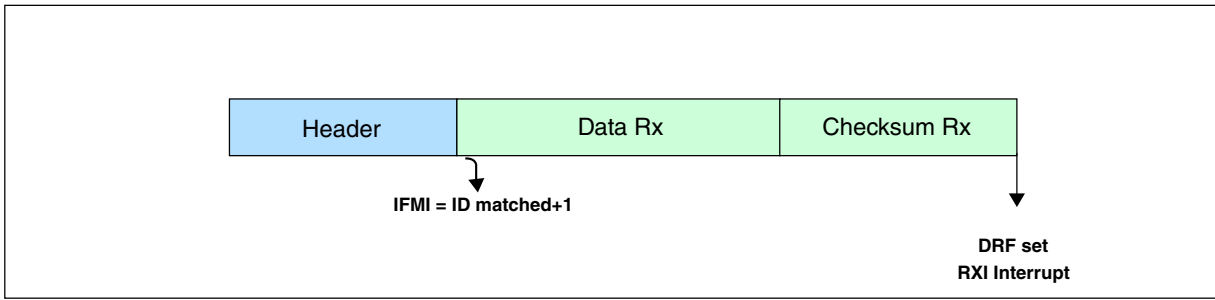 Header
Data Rx
Checksum Rx
IFMI = ID matched+1
DRF set
RXI Interrupt